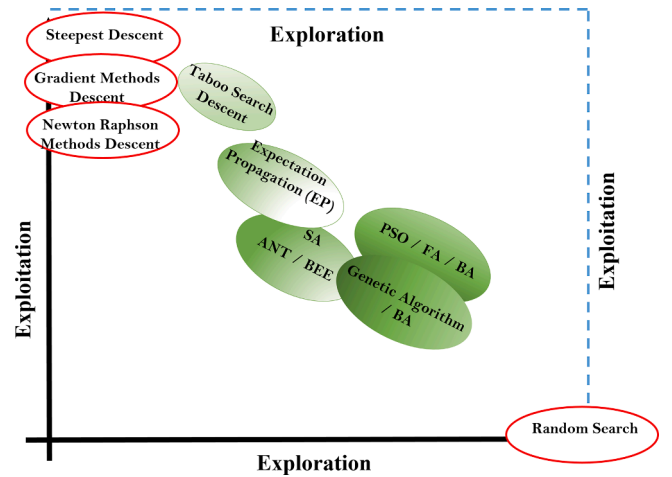 Steepest Descent
Exploration
Gradient Methods
Descent
Taboo Search
Descent
Newton Raphson
Methods Descent
Expectation
Propagation (EP)
SA
ANT / BEE
PSO / FA / BA
Genetic Algorithm
/ BA
Exploitation
Exploitation
Random Search
Exploration